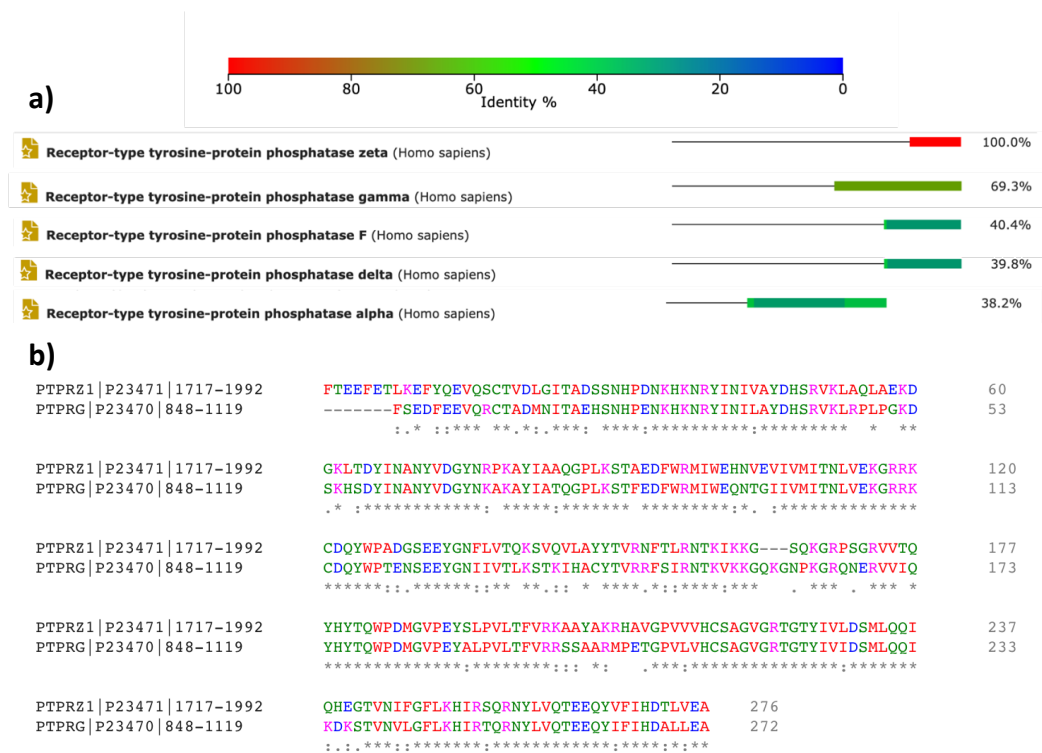 100 80 60 40 20 0
Identity %
a)
Receptor-type tyrosine-protein phosphatase zeta (Homo sapiens) 100.0%
Receptor-type tyrosine-protein phosphatase gamma (Homo sapiens) 69.3%
Receptor-type tyrosine-protein phosphatase F (Homo sapiens) 40.4%
Receptor-type tyrosine-protein phosphatase delta (Homo sapiens) 39.8%
Receptor-type tyrosine-protein phosphatase alpha (Homo sapiens) 38.2%
b)
PTPRZ1|P23471|1717-1992 FTEEFETLKEFYQEVQSCTVDLGITADSSNHPDNKHKNRYINIVAYDHSRVKLAQLAEKD 60
PTPRG|P23470|848-1119 -------FSEDFEEVQRCTADMNITAEHSNHPENKHKNRYINILAYDHSRVKLRPLPGKD 53
:.* ::*** **.*:.***: ****:**********:*********  *  **
PTPRZ1|P23471|1717-1992 GKLTDYINANYVDGYNRPKAYIAAQGPLKSTAEDFWRMIWEHNVEVIVMITNLVEKGRRK 120
PTPRG|P23470|848-1119 SKHSDYINANYVDGYNKAKAYIATQGPLKSTFEDFWRMIWEQNTGIIVMITNLVEKGRRK 113
.* :************: *****:******* *********:*. :**************
PTPRZ1|P23471|1717-1992 CDQYWPADGSEEYGNFLVTQKSVQVLAYYTVRNFTLRNTKIKKG---SQKGRPSGRVVTQ 177
PTPRG|P23470|848-1119 CDQYWPTENSEEYGNIIVTLKSTKIHACYTVRRFSIRNTKVKKGQKGNPKGRQNERVVIQ 173
******::.******::** **.:: * ****.*::****:***   . *** . *** *
PTPRZ1|P23471|1717-1992 YHYTQWPDMGVPEYSLPVLTFVRKAAYAKRHAVGPVVVHCSAGVGRTGTYIVLDSMLQQI 237
PTPRG|P23470|848-1119 YHYTQWPDMGVPEYALPVLTFVRRSSAARMPETGPVLVHCSAGVGRTGTYIVIDSMLQQI 233
**************:********::: *:   .***:***************:*******
PTPRZ1|P23471|1717-1992 QHEGTVNIFGFLKHIRSQRNYLVQTEEQYVFIHDTLVEA 276
PTPRG|P23470|848-1119 KDKSTVNVLGFLKHIRTQRNYLVQTEEQYIFIHDALLEA 272
:.:.***::*******:************:****:*:**